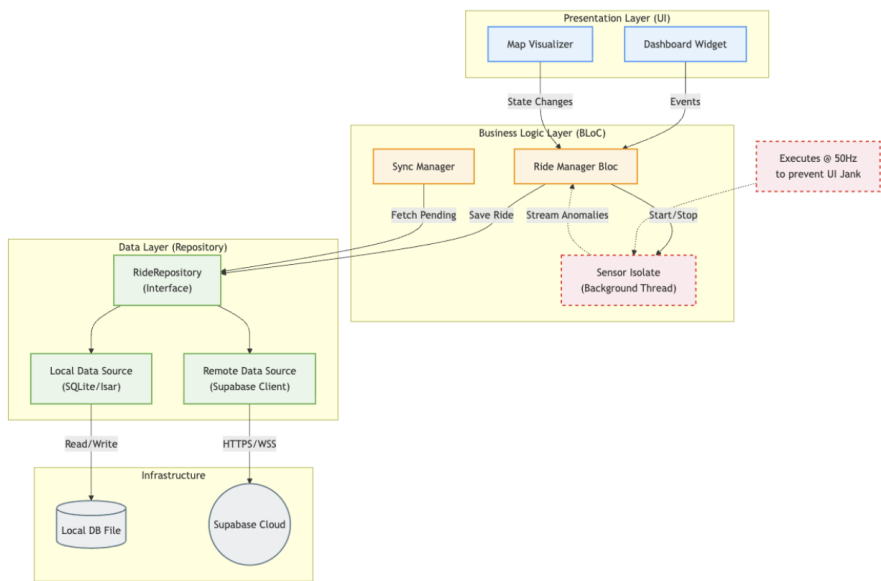 Presentation Layer (UI)
Map Visualizer
Dashboard Widget
State Changes
Events
Business Logic Layer (BLoC)
Sync Manager
Ride Manager Bloc
Executes @ 50Hz
to prevent UI Jank
Fetch Pending
Save Ride
Stream Anomalies
Start/Stop
Data Layer (Repository)
RideRepository
(Interface)
Sensor Isolate
(Background Thread)
Local Data Source
(SQLite/Isar)
Remote Data Source
(Supabase Client)
Read/Write
HTTPS/WSS
Infrastructure
Local DB File
Supabase Cloud